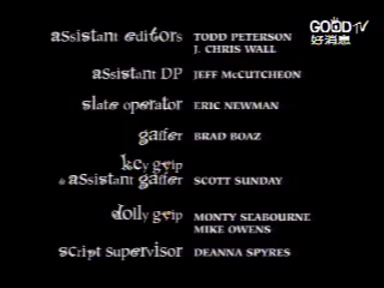 GOOD TV
好消息
assistant editors TODD PETERSON
J. CHRIS WALL
assistant DP JEFF McCUTCHEON
slate operator ERIC NEWMAN
gaffer BRAD BOAZ
key grip
& assistant gaffer SCOTT SUNDAY
dolly grip MONTY SEABOURNE
MIKE OWENS
script supervisor DEANNA SPYRES